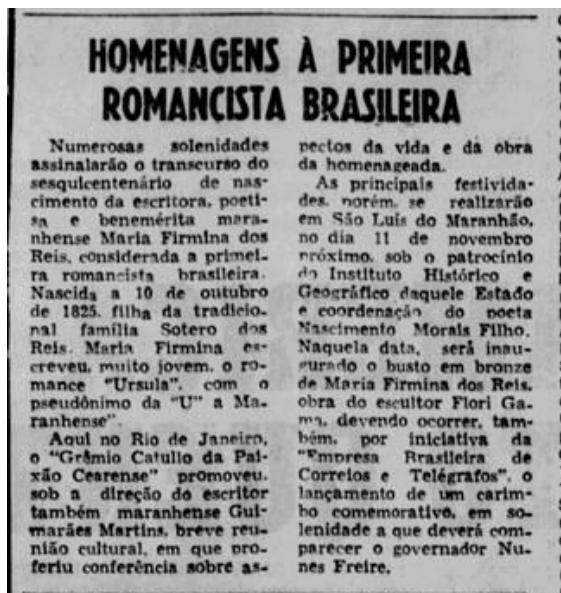 HOMENAGENS À PRIMEIRA
ROMANCISTA BRASILEIRA
Numerosas solenidades
assinalarão o transcurso do
sesquicentenário de nas-
cimento da escritora, poeti-
sa e benemérita mara-
nhense Maria Firmina dos
Reis, considerada a primei-
ra romancista brasileira.
Nascida a 10 de outubro
de 1825, filha da tradicio-
nal família Sotero dos
Reis. Maria Firmina es-
creveu, muito jovem, o ro-
mance "Ursula", com o
pseudônimo da "U" a Ma-
ranhense"
Aqui no Rio de Janeiro,
o "Grêmio Catullo da Pai-
xão Cearense" promoveu,
sob a direção do escritor
também maranhense Gui-
marães Martins, breve reu-
nião cultural, em que pro-
feriu conferência sobre as-
pectos da vida e da obra
da homenageada.
As principais festivida-
des, porém, se realizarão
em São Luís do Maranhão,
no dia 11 de novembro
próximo, sob o patrocínio
do Instituto Histórico e
Geográfico daquele Estado
e coordenação do poeta
Nascimento Morais Filho.
Naquela data, será inau-
gurado o busto em bronze
de Maria Firmina dos Reis,
obra do escultor Flori Ga-
ma, devendo ocorrer, tam-
bém, por iniciativa da
"Empresa Brasileira de
Correios e Telégrafos", o
lançamento de um carim-
bo comemorativo, em so-
lenidade a que deverá com-
parecer o governador Nu-
nes Freire.